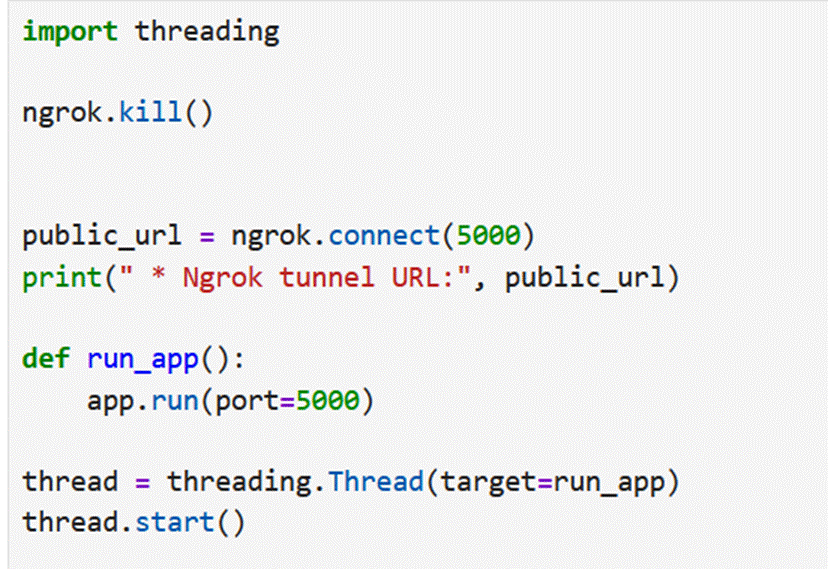 import threading
ngrok.kill()
public_url = ngrok.connect(5000)
print(" * Ngrok tunnel URL:", public_url)
def run_app():
    app.run(port=5000)
thread = threading.Thread(target=run_app)
thread.start()